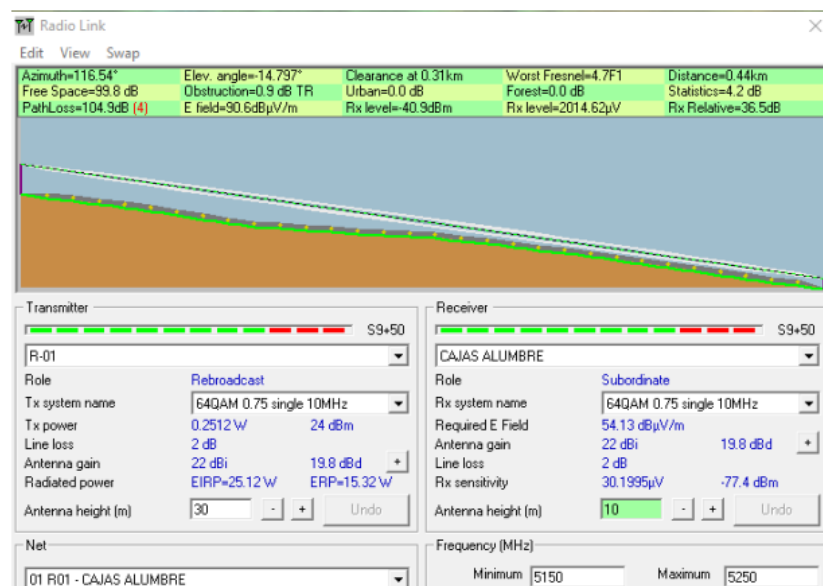 Radio Link
Edit View Swap
Azimuth=116.54° Elev. angle=-14.797° Clearance at 0.31km Worst Fresnel=4.7F1 Distance=0.44km
Free Space=99.8 dB Obstruction=0.9 dB TR Urban=0.0 dB Forest=0.0 dB Statistics=4.2 dB
PathLoss=104.9dB (4) E field=90.6dBµV/m Rx level=-40.9dBm Rx level=2014.62µV Rx Relative=36.5dB
Transmitter
S9+50
R-01
Role Rebroadcast
Tx system name 64QAM 0.75 single 10MHz
Tx power 0.2512 W 24 dBm
Line loss 2 dB
Antenna gain 22 dBi 19.8 dBd +
Radiated power EIRP=25.12 W ERP=15.32 W
Antenna height (m) 30 - + Undo
Net
01 R01 - CAJAS ALUMBRE
Receiver
S9+50
CAJAS ALUMBRE
Role Subordinate
Rx system name 64QAM 0.75 single 10MHz
Required E Field 54.13 dBµV/m
Antenna gain 22 dBi 19.8 dBd +
Line loss 2 dB
Rx sensitivity 30.1995µV -77.4 dBm
Antenna height (m) 10 - + Undo
Frequency (MHz)
Minimum 5150 Maximum 5250